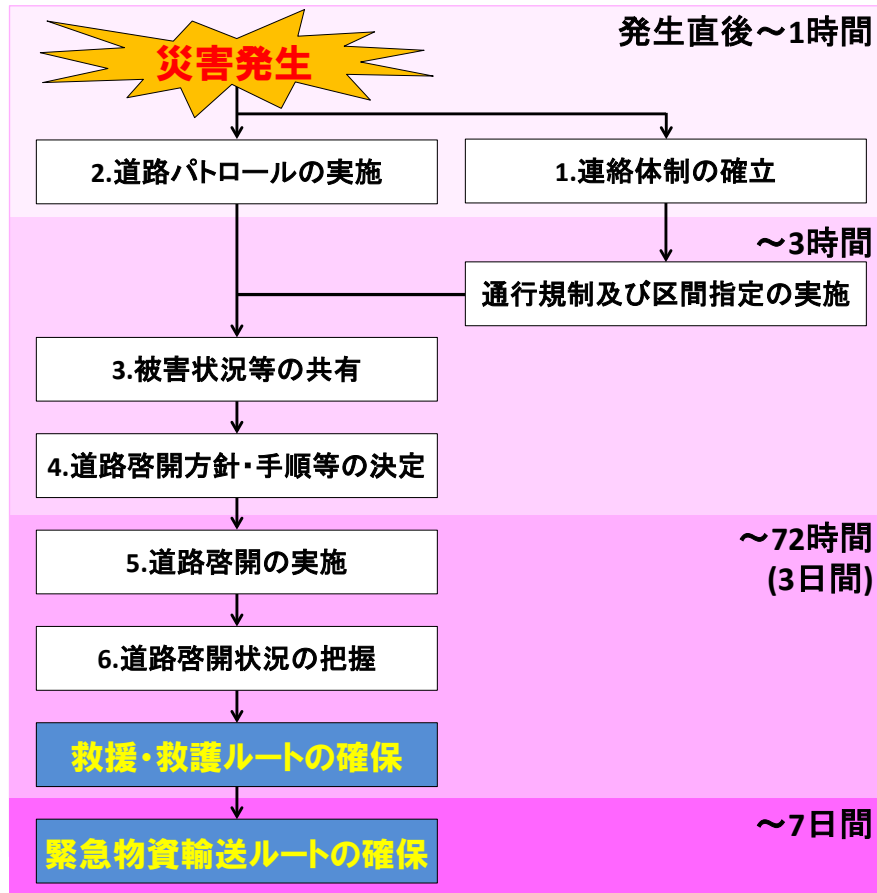 発生直後～1時間
災害発生
2.道路パトロールの実施
1.連絡体制の確立
～3時間
通行規制及び区間指定の実施
3.被害状況等の共有
4.道路啓開方針・手順等の決定
～72時間
(3日間)
5.道路啓開の実施
6.道路啓開状況の把握
救援・救護ルートの確保
～7日間
緊急物資輸送ルートの確保